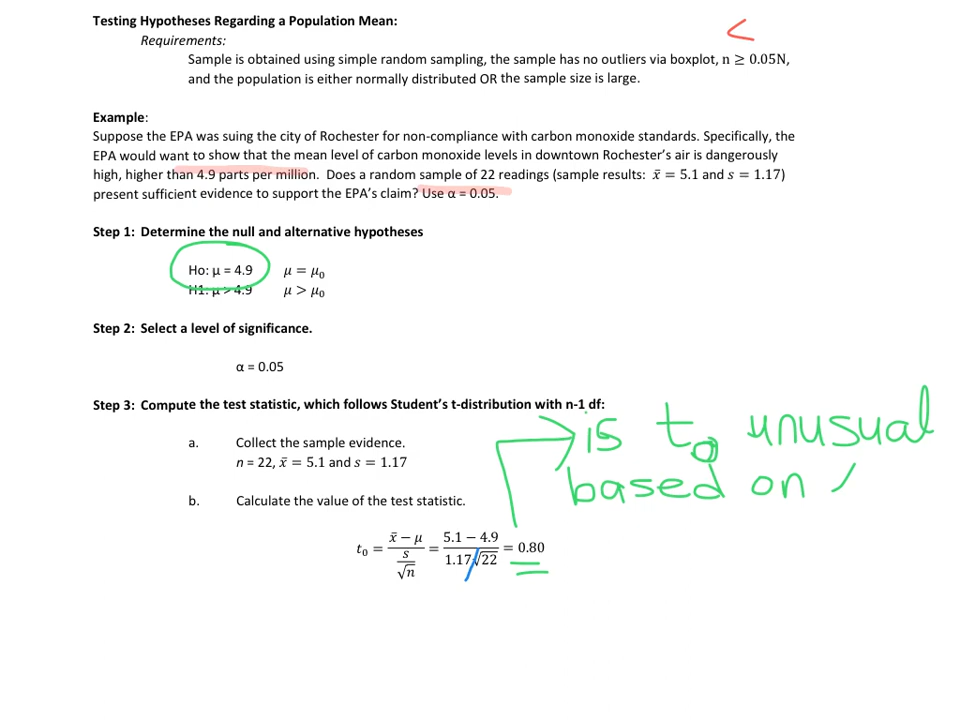 Testing Hypotheses Regarding a Population Mean:
<
Requirements:
Sample is obtained using simple random sampling, the sample has no outliers via boxplot, n ≥ 0.05N,
and the population is either normally distributed OR the sample size is large.
Example:
Suppose the EPA was suing the city of Rochester for non-compliance with carbon monoxide standards. Specifically, the
EPA would want to show that the mean level of carbon monoxide levels in downtown Rochester's air is dangerously
high, higher than 4.9 parts per million. Does a random sample of 22 readings (sample results: x̄ = 5.1 and s = 1.17)
present sufficient evidence to support the EPA's claim? Use α = 0.05.
Step 1: Determine the null and alternative hypotheses
Ho: μ = 4.9 μ = μ₀
H1: μ > 4.9 μ > μ₀
Step 2: Select a level of significance.
α = 0.05
Step 3: Compute the test statistic, which follows Student's t-distribution with n-1 df:
a. Collect the sample evidence.
n = 22, x̄ = 5.1 and s = 1.17
b. Calculate the value of the test statistic.
is t₀ unusual
based on /
t₀ = (x̄ − μ)/(s/√n) = (5.1 − 4.9)/(1.17/√22) = 0.80